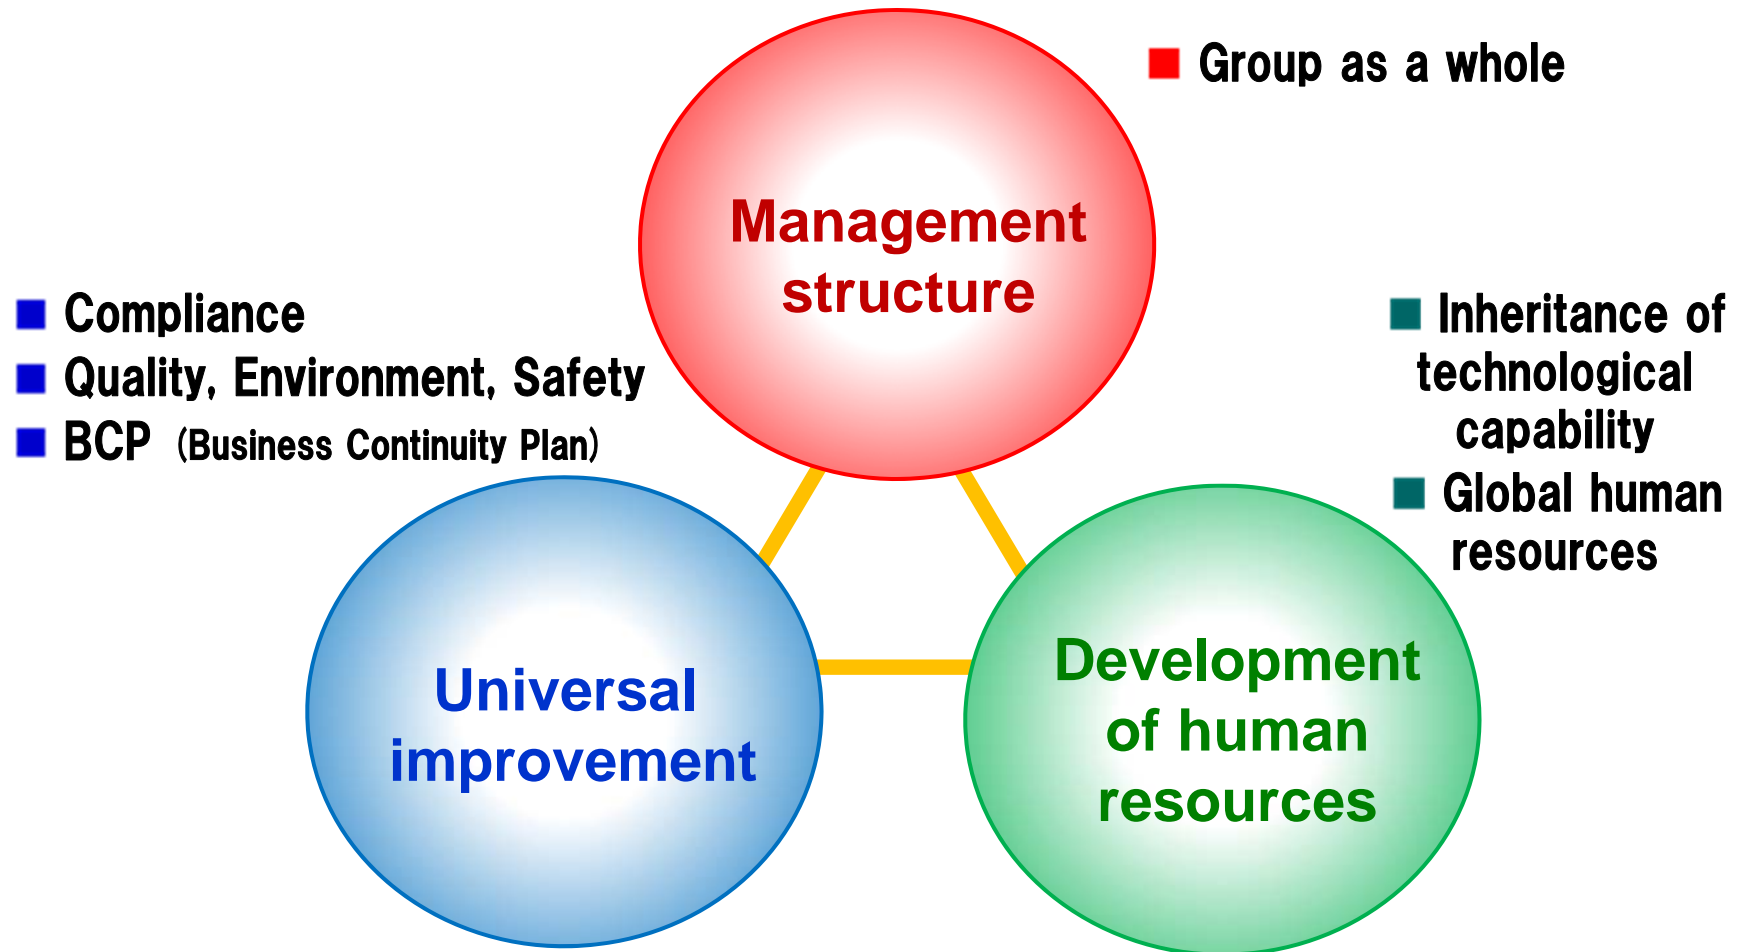 Group as a whole
Management
structure
Compliance
Quality, Environment, Safety
BCP (Business Continuity Plan)
Inheritance of
technological
capability
Global human
resources
Universal
improvement
Development
of human
resources